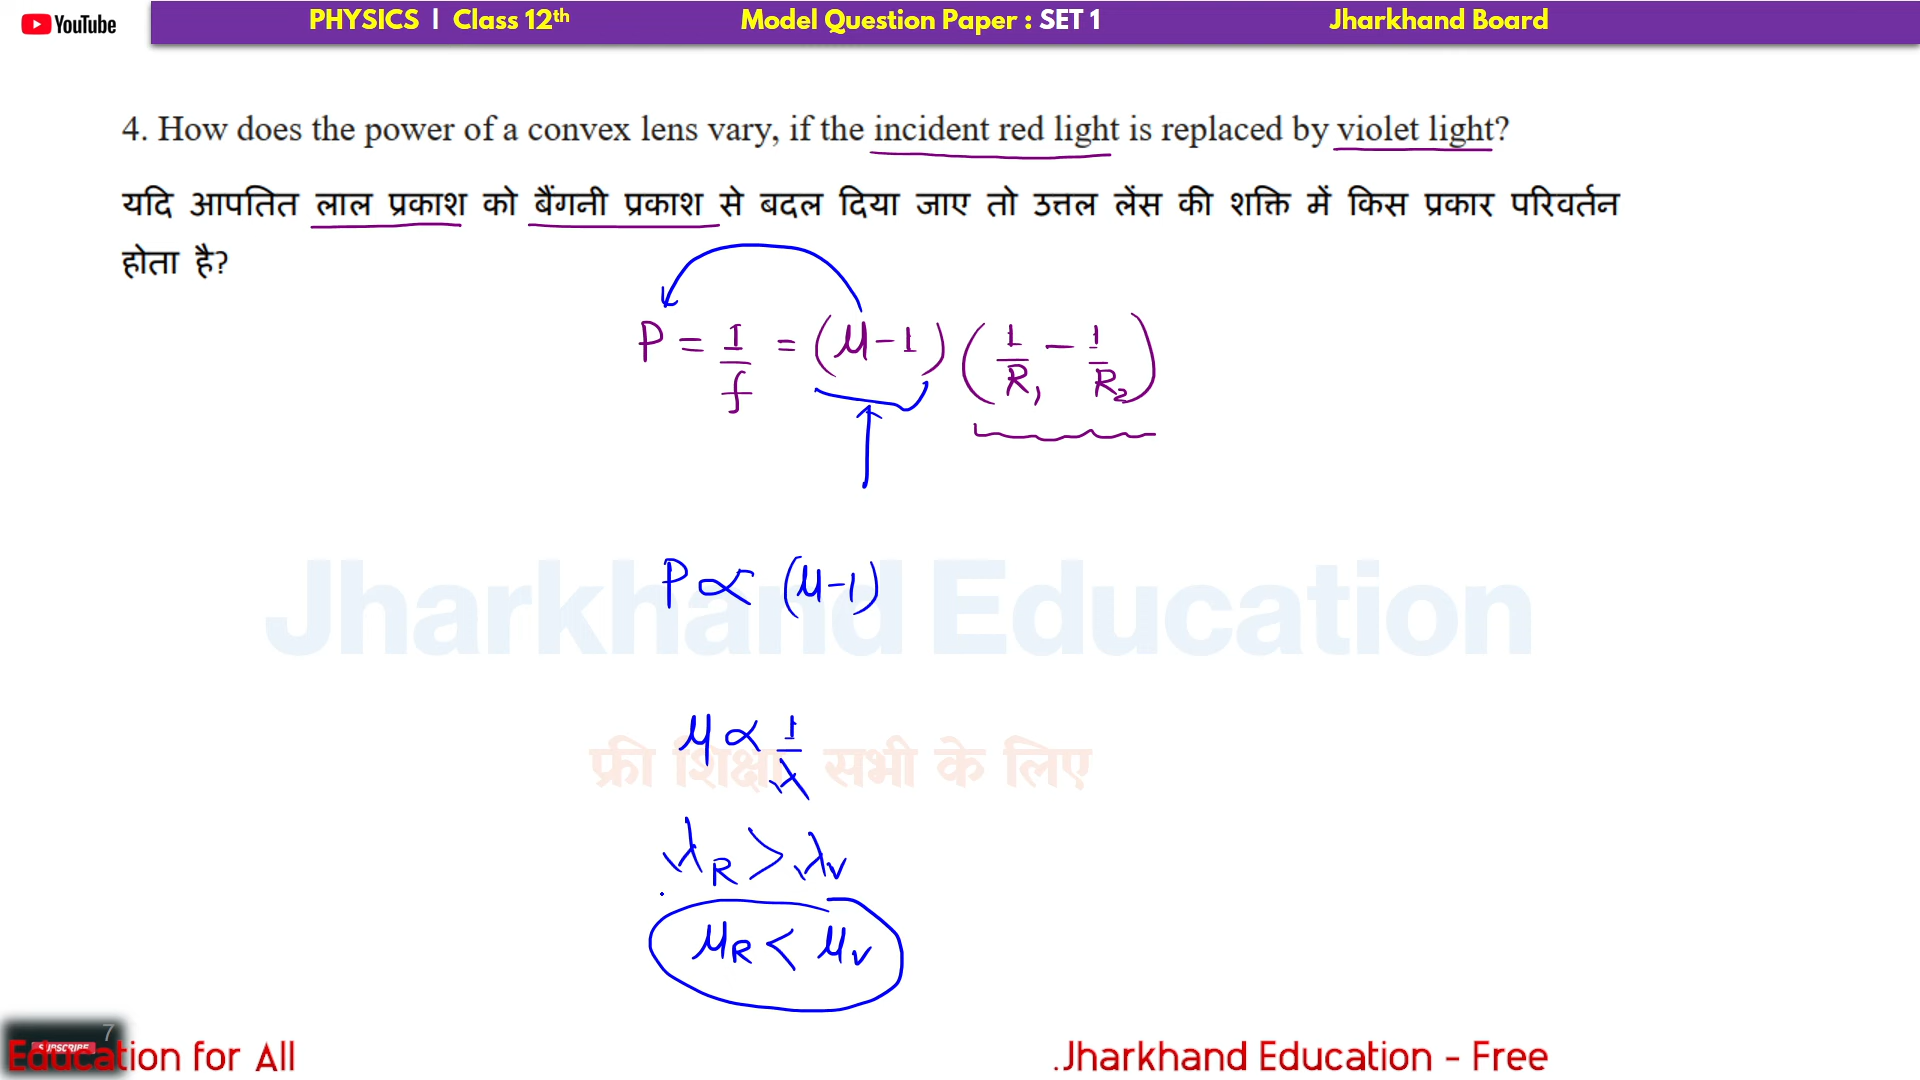 YouTube
PHYSICS | Class 12th Model Question Paper : SET 1 Jharkhand Board
4. How does the power of a convex lens vary, if the incident red light is replaced by violet light?
यदि आपतित लाल प्रकाश को बैंगनी प्रकाश से बदल दिया जाए तो उत्तल लेंस की शक्ति में किस प्रकार परिवर्तन
होता है?
P = 1/f = (μ-1) (1/R₁ - 1/R₂)
P ∝ (μ-1)
Jharkhand Education
μ ∝ 1/λ
फ्री शिक्षा सभी के लिए
λR > λv
μR < μv
7
SUBSCRIBE
Education for All .Jharkhand Education - Free